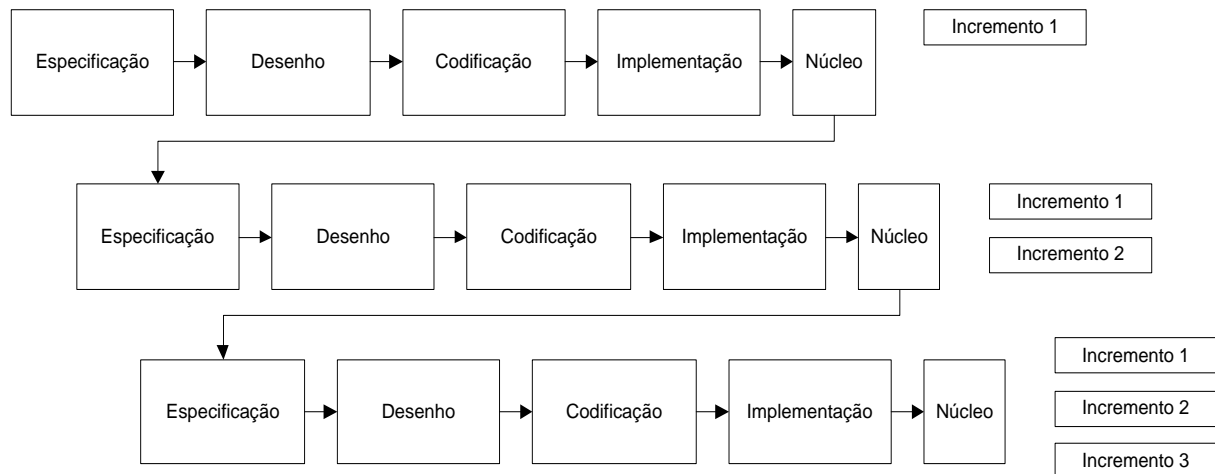 Especificação
Desenho
Codificação
Implementação
Núcleo
Incremento 1
Especificação
Desenho
Codificação
Implementação
Núcleo
Incremento 1
Incremento 2
Especificação
Desenho
Codificação
Implementação
Núcleo
Incremento 1
Incremento 2
Incremento 3